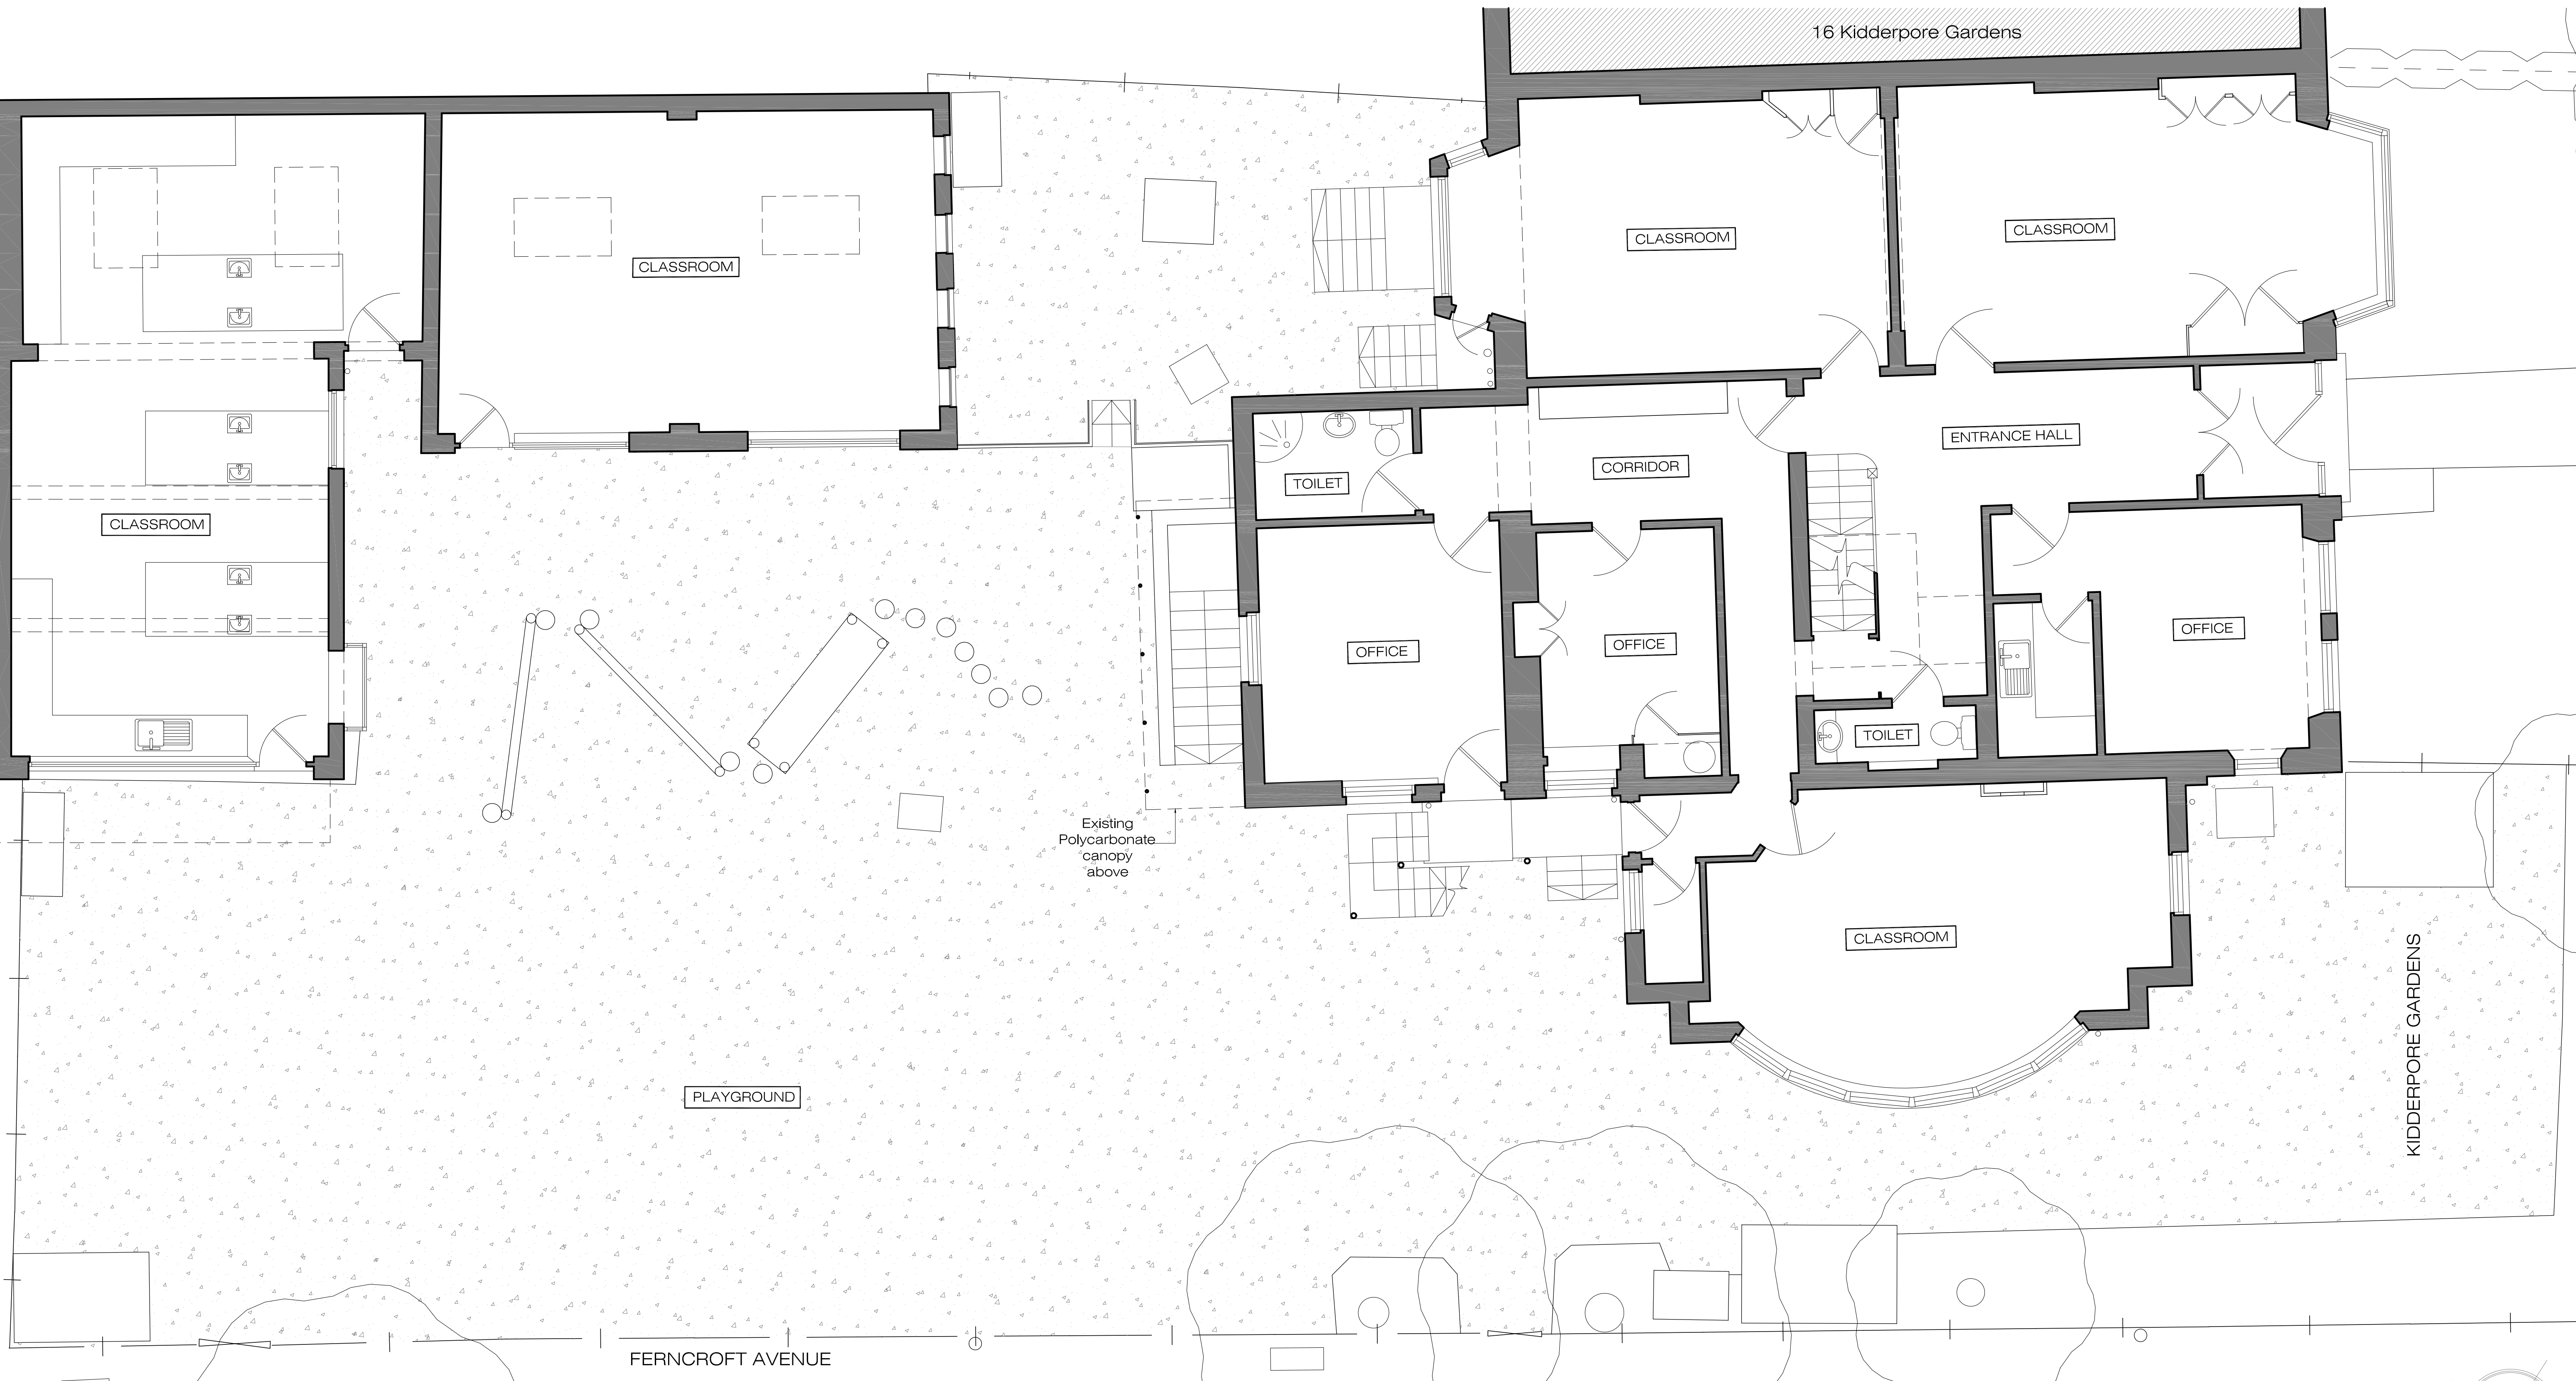 16 Kidderpore Gardens
CLASSROOM
CLASSROOM
CLASSROOM
ENTRANCE HALL
CORRIDOR
TOILET
CLASSROOM
OFFICE
OFFICE
OFFICE
TOILET
Existing
Polycarbonate
canopy
above
CLASSROOM
KIDDERPORE GARDENS
PLAYGROUND
FERNCROFT AVENUE